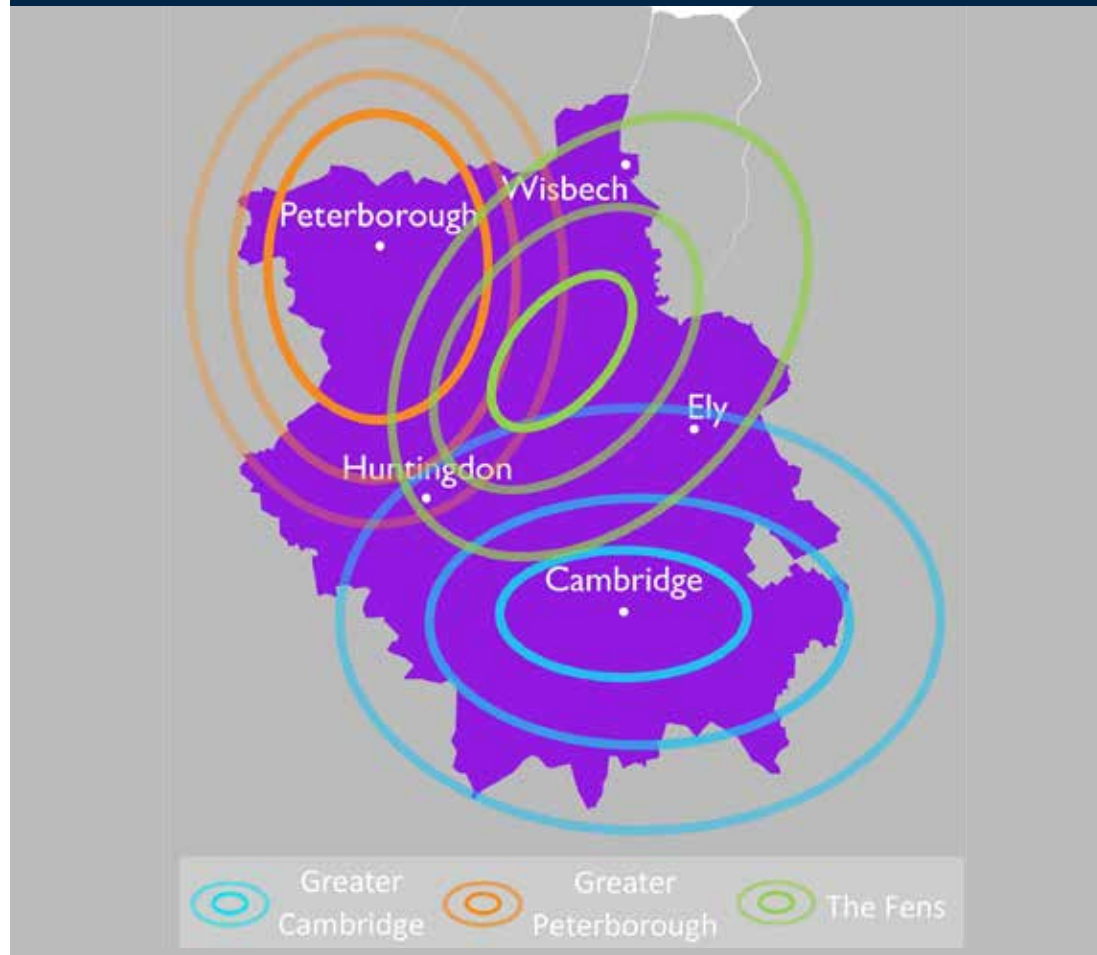 Wisbech
Peterborough
Ely
Huntingdon
Cambridge
Greater
Cambridge
Greater
Peterborough
The Fens